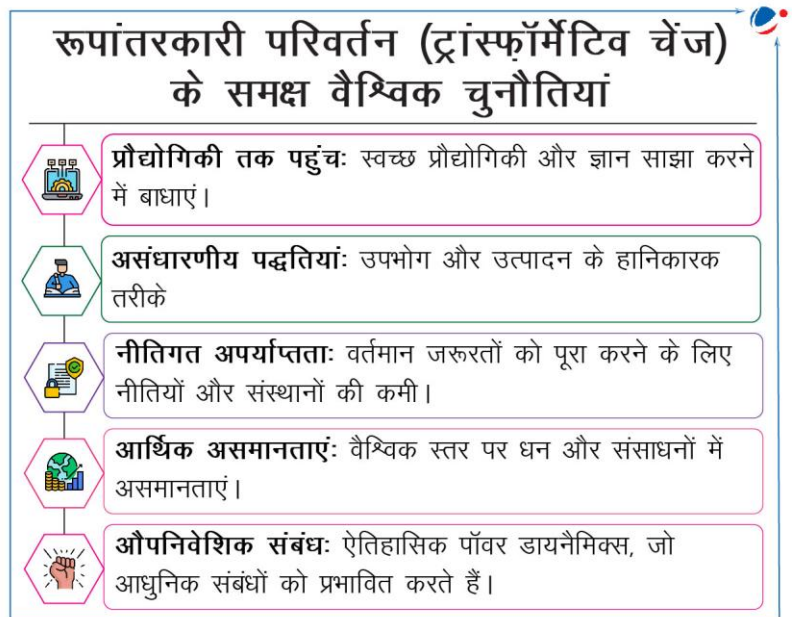 रूपांतरकारी परिवर्तन (ट्रांस्फ़ॉर्मेटिव चेंज)
के समक्ष वैश्विक चुनौतियां
प्रौद्योगिकी तक पहुंचः स्वच्छ प्रौद्योगिकी और ज्ञान साझा करने
में बाधाएं।
असंधारणीय पद्धतियांः उपभोग और उत्पादन के हानिकारक
तरीके
नीतिगत अपर्याप्तताः वर्तमान जरूरतों को पूरा करने के लिए
नीतियों और संस्थानों की कमी।
आर्थिक असमानताएंः वैश्विक स्तर पर धन और संसाधनों में
असमानताएं।
औपनिवेशिक संबंधः ऐतिहासिक पॉवर डायनैमिक्स, जो
आधुनिक संबंधों को प्रभावित करते हैं।